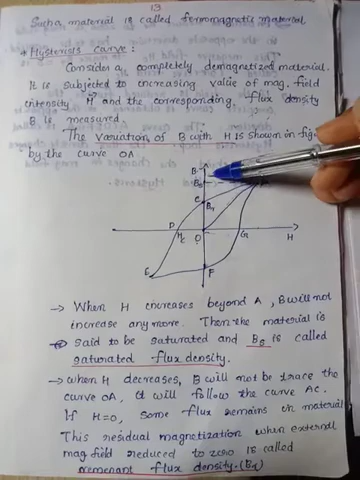 13
Such a material is called ferromagnetic material
→ Hysteris Curve:
Consider a, completely demagnetized material.
It is subjected to increasing value of mag. field
intensity H and the corresponding flux density
B is measured.
The Variation of B with H is shown in fig.
by the curve OA
B
Bs
C
Br
D
Hc
O
G
H
E
F
→ When H increases beyond A, B will not
increase any more. Then the material is
said to be saturated and Bs is called
saturated flux density.
→ When H decreases, B will not be trace the
curve OA, it will follow the curve AC.
If H=0, some flux remains in material
This residual magnetization when externl
mag field reduced to zero is called
remenant flux density. (Br)